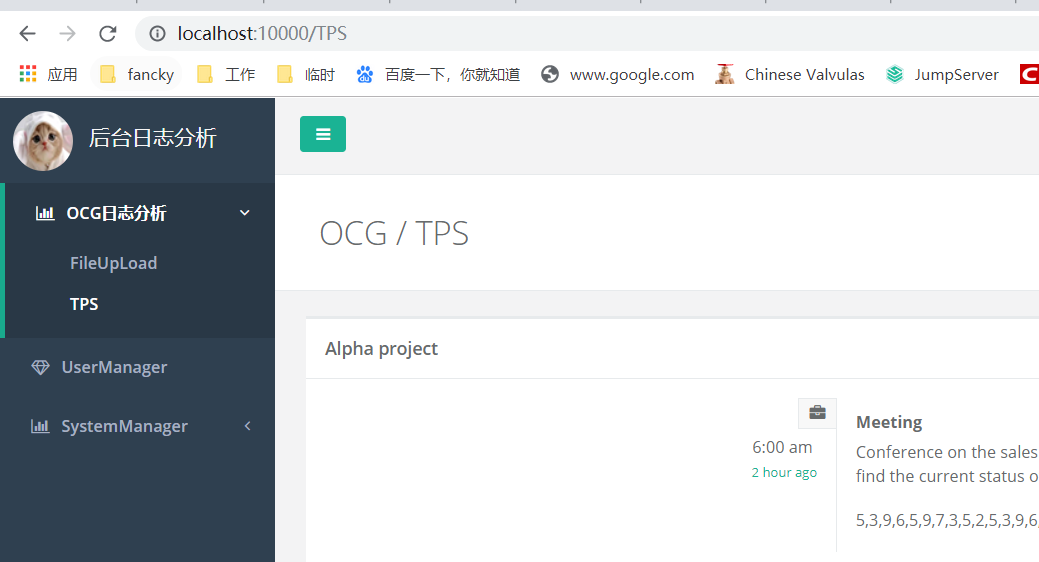 localhost:10000/TPS
应用 fancky 工作 临时 百度一下，你就知道 www.google.com Chinese Valvulas JumpServer C
后台日志分析
OCG日志分析
FileUpLoad
TPS
UserManager
SystemManager
OCG / TPS
Alpha project
6:00 am
2 hour ago
Meeting
Conference on the sales
find the current status o
5,3,9,6,5,9,7,3,5,2,5,3,9,6,